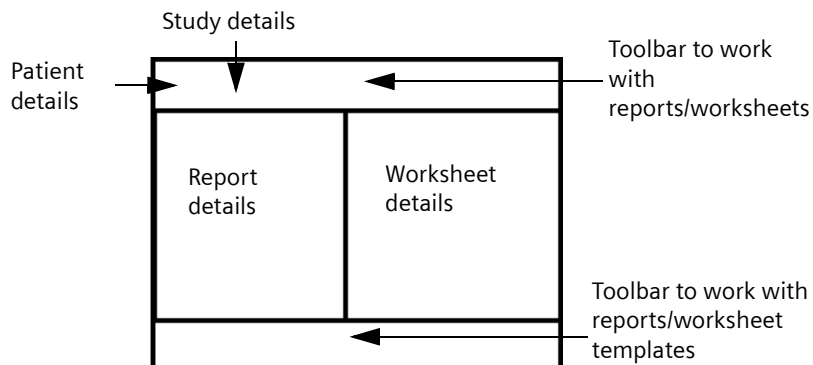 Study details
Patient
details
Toolbar to work
with
reports/worksheets
Report
details
Worksheet
details
Toolbar to work with
reports/worksheet
templates